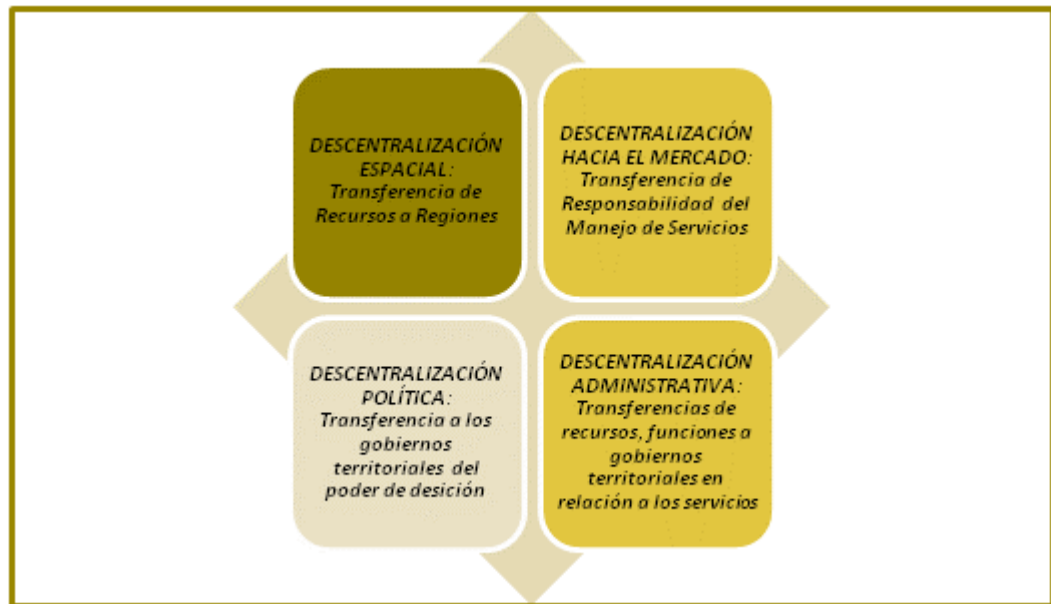 DESCENTRALIZACIÓN
ESPACIAL:
Transferencia de
Recursos a Regiones
DESCENTRALIZACIÓN
HACIA EL MERCADO:
Transferencia de
Responsabilidad del
Manejo de Servicios
DESCENTRALIZACIÓN
POLÍTICA:
Transferencia a los
gobiernos
territoriales del
poder de desición
DESCENTRALIZACIÓN
ADMINISTRATIVA:
Transferencias de
recursos, funciones a
gobiernos
territoriales en
relación a los servicios